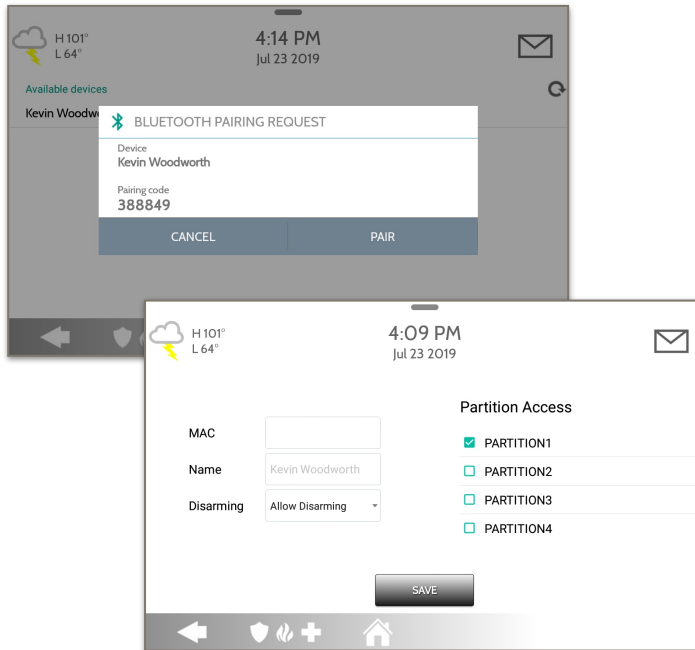 H 101°
L 64°
4:14 PM
Jul 23 2019
Available devices
Kevin Woodwo
BLUETOOTH PAIRING REQUEST
Device
Kevin Woodworth
Pairing code
388849
CANCEL
PAIR
H 101°
L 64°
4:09 PM
Jul 23 2019
MAC
Name
Kevin Woodworth
Disarming
Allow Disarming
Partition Access
PARTITION1
PARTITION2
PARTITION3
PARTITION4
SAVE